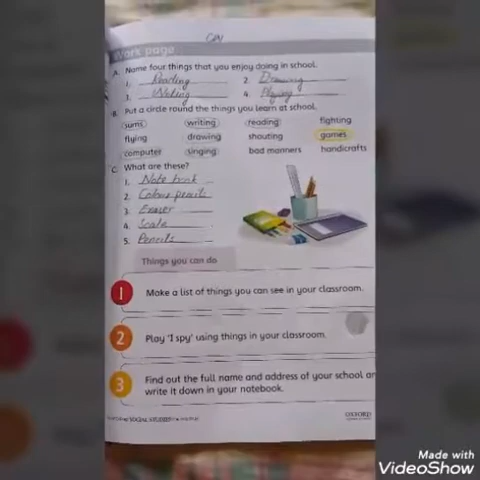 C/W
Work page
A. Name four things that you enjoy doing in school.
1. Reading 2. Drawing
3. Writing 4. Playing
B. Put a circle round the things you learn at school.
sums writing reading fighting
flying drawing shouting games
computer singing bad manners handicrafts
C. What are these?
1. Note book
2. Colour pencil
3. Eraser
4. Scale
5. Pencils
Things you can do
1 Make a list of things you can see in your classroom.
2 Play 'I spy' using things in your classroom.
3 Find out the full name and address of your school an
write it down in your notebook.
SOCIAL STUDIES
OXFORD
Made with
VideoShow